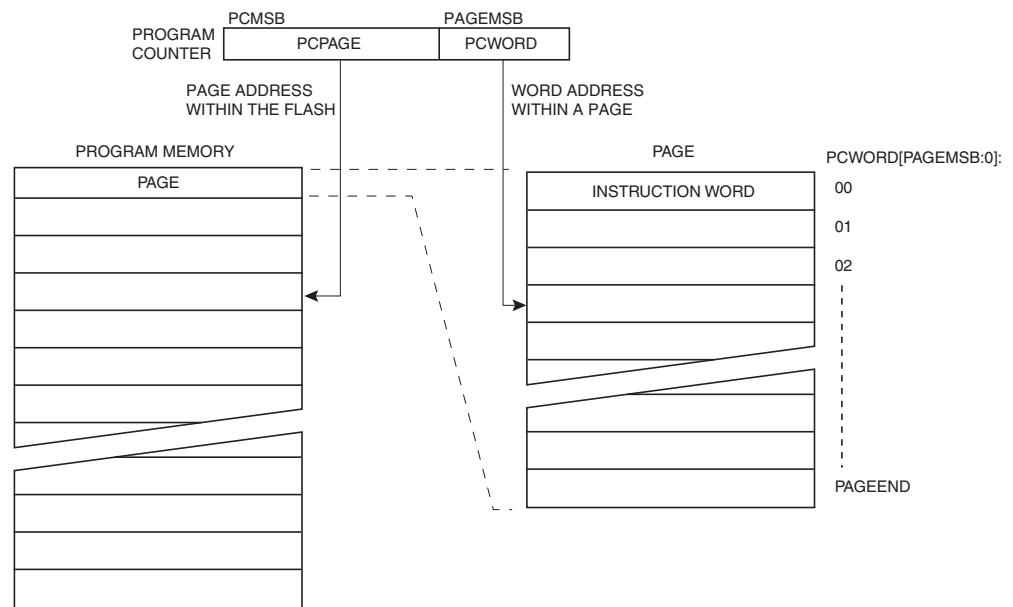 PCMSB PAGEMSB
PROGRAM
COUNTER
PCPAGE PCWORD
PAGE ADDRESS
WITHIN THE FLASH
WORD ADDRESS
WITHIN A PAGE
PROGRAM MEMORY
PAGE
PAGE
PCWORD[PAGEMSB:0]:
INSTRUCTION WORD
00
01
02
PAGEEND